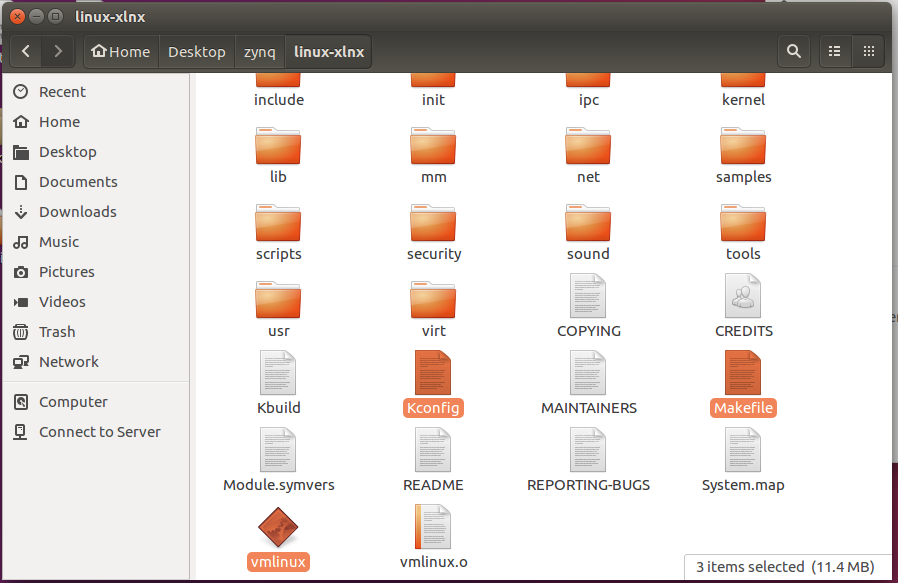 linux-xlnx
Home Desktop zynq linux-xlnx
Recent
Home
Desktop
Documents
Downloads
Music
Pictures
Videos
Trash
Network
Computer
Connect to Server
include init ipc kernel
lib mm net samples
scripts security sound tools
usr virt COPYING CREDITS
Kbuild Kconfig MAINTAINERS Makefile
Module.symvers README REPORTING-BUGS System.map
vmlinux vmlinux.o
3 items selected (11.4 MB)